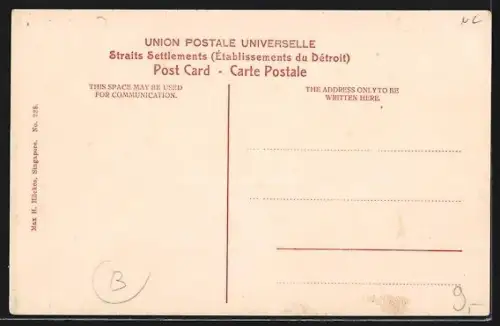 UNION POSTALE UNIVERSELLE
Straits Settlements (Établissements du Détroit)
Post Card - Carte Postale
THIS SPACE MAY BE USED
FOR COMMUNICATION.
THE ADDRESS ONLY TO BE
WRITTEN HERE.
Max H. Hilckes, Singapore. No.
B
9,-